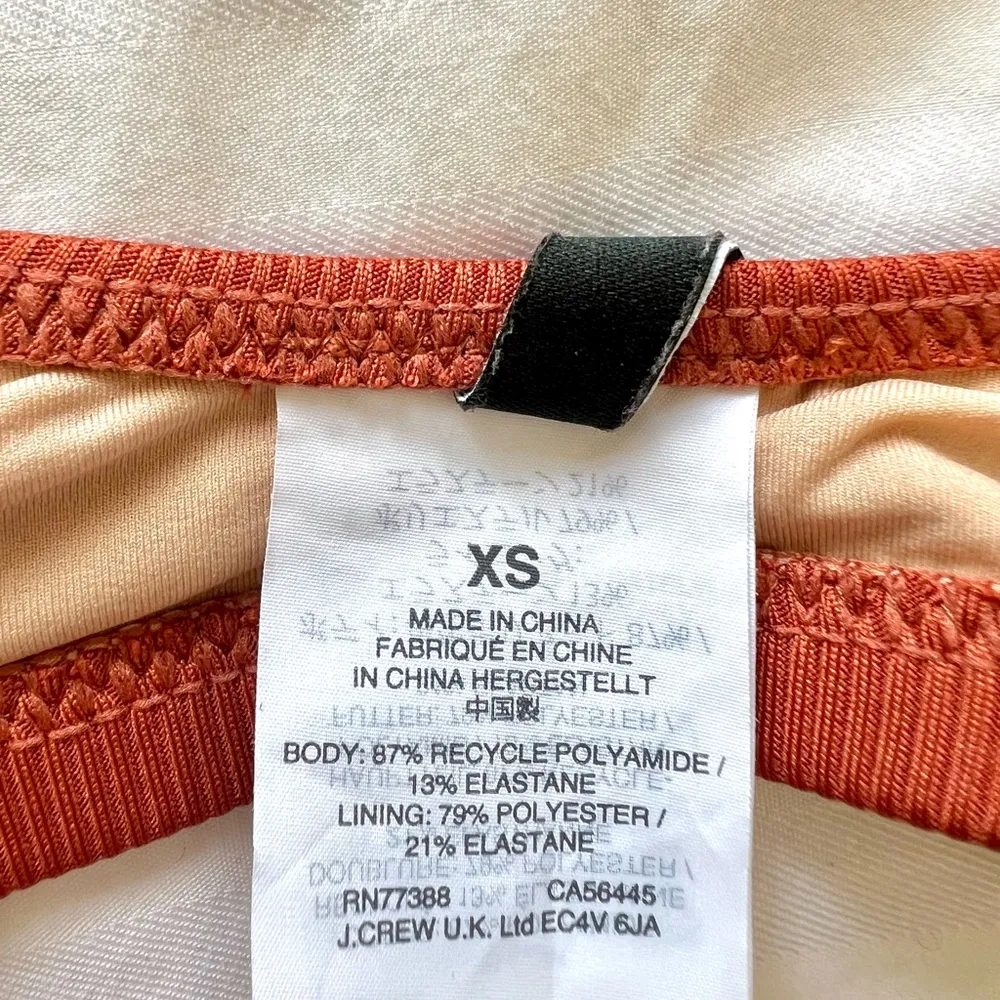 XS
MADE IN CHINA
FABRIQUÉ EN CHINE
IN CHINA HERGESTELLT
中国製
BODY: 87% RECYCLE POLYAMIDE /
13% ELASTANE
LINING: 79% POLYESTER /
21% ELASTANE
RN77388 CA56445
J.CREW U.K. Ltd EC4V 6JA